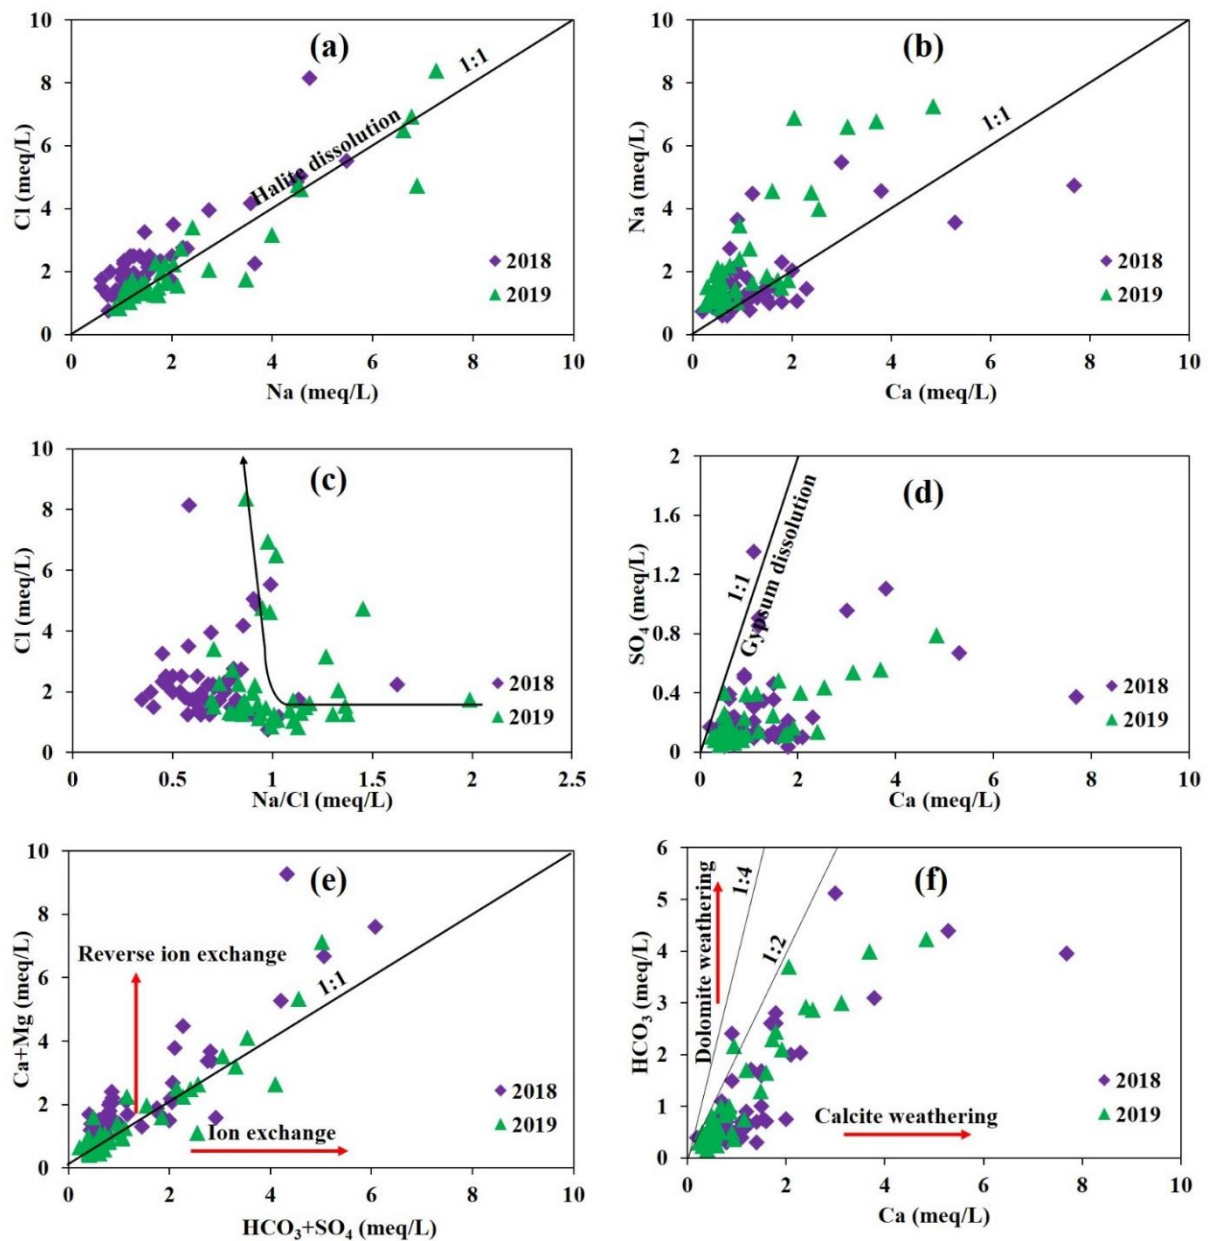 (a)
10
8
6
4
2
0
Cl (meq/L)
1:1
Halite dissolution
2018
2019
0 2 4 6 8 10
Na (meq/L)
(b)
10
8
6
4
2
0
Na (meq/L)
1:1
2018
2019
0 2 4 6 8 10
Ca (meq/L)
(c)
10
8
6
4
2
0
Cl (meq/L)
2018
2019
0 0.5 1 1.5 2 2.5
Na/Cl (meq/L)
(d)
2
1.6
1.2
0.8
0.4
0
SO₄ (meq/L)
1:1
Gypsum dissolution
2018
2019
0 2 4 6 8 10
Ca (meq/L)
(e)
10
8
6
4
2
0
Ca+Mg (meq/L)
Reverse ion exchange
1:1
Ion exchange
2018
2019
0 2 4 6 8 10
HCO₃+SO₄ (meq/L)
(f)
6
5
4
3
2
1
0
HCO₃ (meq/L)
Dolomite weathering
1:4
1:2
Calcite weathering
2018
2019
0 2 4 6 8 10
Ca (meq/L)